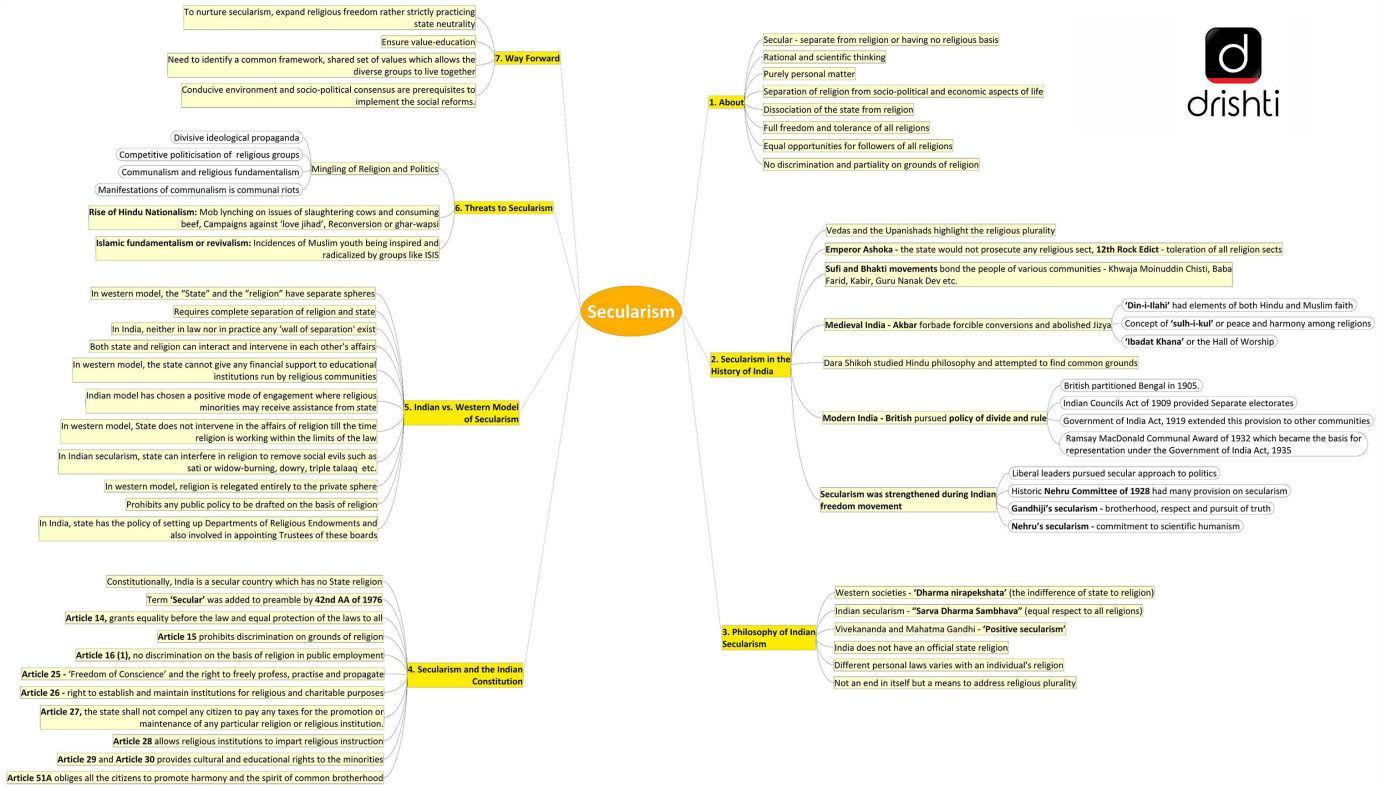 Secularism
drishti
1. About
Secular - separate from religion or having no religious basis
Rational and scientific thinking
Purely personal matter
Separation of religion from socio-political and economic aspects of life
Dissociation of the state from religion
Full freedom and tolerance of all religions
Equal opportunities for followers of all religions
No discrimination and partiality on grounds of religion
2. Secularism in the
History of India
Vedas and the Upanishads highlight the religious plurality
Emperor Ashoka - the state would not prosecute any religious sect, 12th Rock Edict - toleration of all religion sects
Sufi and Bhakti movements bond the people of various communities - Khwaja Moinuddin Chisti, Baba
Farid, Kabir, Guru Nanak Dev etc.
Medieval India - Akbar forbade forcible conversions and abolished Jizya
‘Din-i-Ilahi’ had elements of both Hindu and Muslim faith
Concept of ‘sulh-i-kul’ or peace and harmony among religions
‘Ibadat Khana’ or the Hall of Worship
Dara Shikoh studied Hindu philosophy and attempted to find common grounds
Modern India - British pursued policy of divide and rule
British partitioned Bengal in 1905.
Indian Councils Act of 1909 provided Separate electorates
Government of India Act, 1919 extended this provision to other communities
Ramsay MacDonald Communal Award of 1932 which became the basis for
representation under the Government of India Act, 1935
Secularism was strengthened during Indian
freedom movement
Liberal leaders pursued secular approach to politics
Historic Nehru Committee of 1928 had many provision on secularism
Gandhiji’s secularism - brotherhood, respect and pursuit of truth
Nehru’s secularism - commitment to scientific humanism
3. Philosophy of Indian
Secularism
Western societies - ‘Dharma nirapekshata’ (the indifference of state to religion)
Indian secularism - “Sarva Dharma Sambhava” (equal respect to all religions)
Vivekananda and Mahatma Gandhi - ‘Positive secularism’
India does not have an official state religion
Different personal laws varies with an individual's religion
Not an end in itself but a means to address religious plurality
4. Secularism and the Indian
Constitution
Constitutionally, India is a secular country which has no State religion
Term ‘Secular’ was added to preamble by 42nd AA of 1976
Article 14, grants equality before the law and equal protection of the laws to all
Article 15 prohibits discrimination on grounds of religion
Article 16 (1), no discrimination on the basis of religion in public employment
Article 25 - ‘Freedom of Conscience’ and the right to freely profess, practise and propagate
Article 26 - right to establish and maintain institutions for religious and charitable purposes
Article 27, the state shall not compel any citizen to pay any taxes for the promotion or
maintenance of any particular religion or religious institution.
Article 28 allows religious institutions to impart religious instruction
Article 29 and Article 30 provides cultural and educational rights to the minorities
Article 51A obliges all the citizens to promote harmony and the spirit of common brotherhood
5. Indian vs. Western Model
of Secularism
In western model, the “State” and the “religion” have separate spheres
Requires complete separation of religion and state
In India, neither in law nor in practice any 'wall of separation' exist
Both state and religion can interact and intervene in each other's affairs
In western model, the state cannot give any financial support to educational
institutions run by religious communities
Indian model has chosen a positive mode of engagement where religious
minorities may receive assistance from state
In western model, State does not intervene in the affairs of religion till the time
religion is working within the limits of the law
In Indian secularism, state can interfere in religion to remove social evils such as
sati or widow-burning, dowry, triple talaaq etc.
In western model, religion is relegated entirely to the private sphere
Prohibits any public policy to be drafted on the basis of religion
In India, state has the policy of setting up Departments of Religious Endowments and
also involved in appointing Trustees of these boards
6. Threats to Secularism
Mingling of Religion and Politics
Divisive ideological propaganda
Competitive politicisation of religious groups
Communalism and religious fundamentalism
Manifestations of communalism is communal riots
Rise of Hindu Nationalism: Mob lynching on issues of slaughtering cows and consuming
beef, Campaigns against ‘love jihad’, Reconversion or ghar-wapsi
Islamic fundamentalism or revivalism: Incidences of Muslim youth being inspired and
radicalized by groups like ISIS
7. Way Forward
To nurture secularism, expand religious freedom rather strictly practicing
state neutrality
Ensure value-education
Need to identify a common framework, shared set of values which allows the
diverse groups to live together
Conducive environment and socio-political consensus are prerequisites to
implement the social reforms.